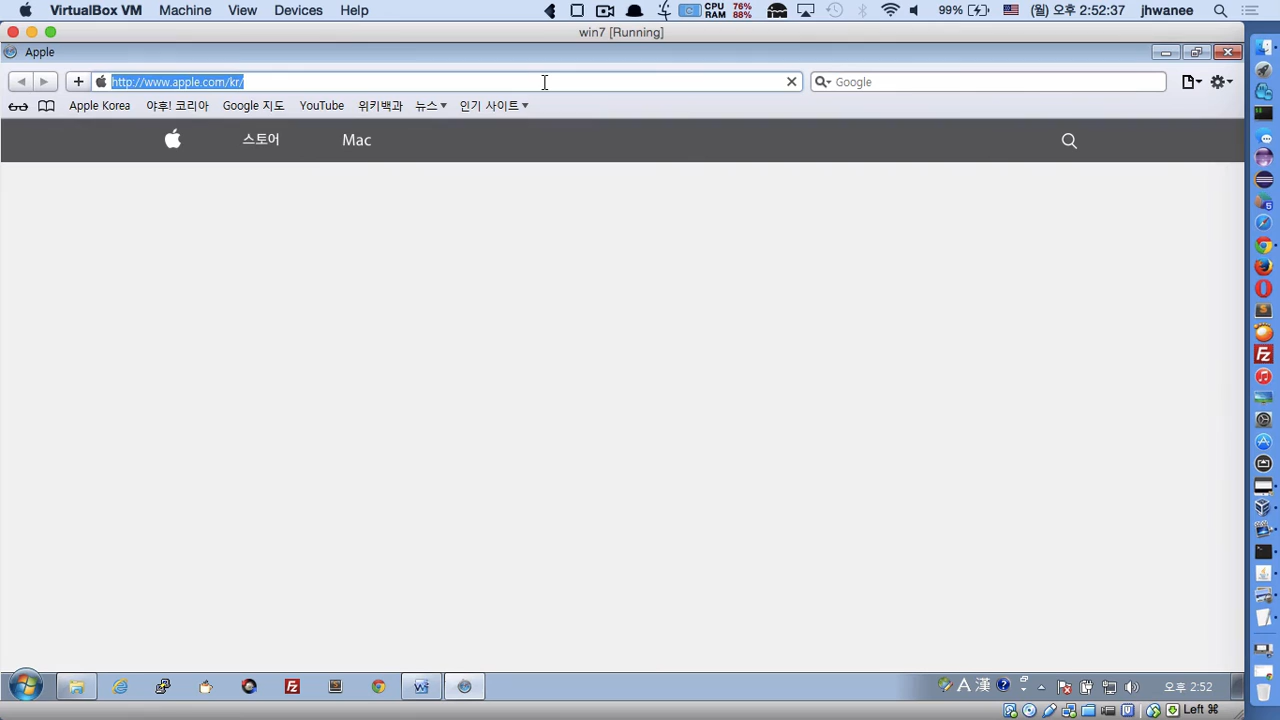 VirtualBox VM Machine View Devices Help CPU 76% RAM 88% 99% (월) 오후 2:52:37 jhwanee
win7 [Running]
Apple
http://www.apple.com/kr/ Google
Apple Korea 야후! 코리아 Google 지도 YouTube 위키백과 뉴스 인기 사이트
스토어 Mac
A 漢 오후 2:52
Left ⌘